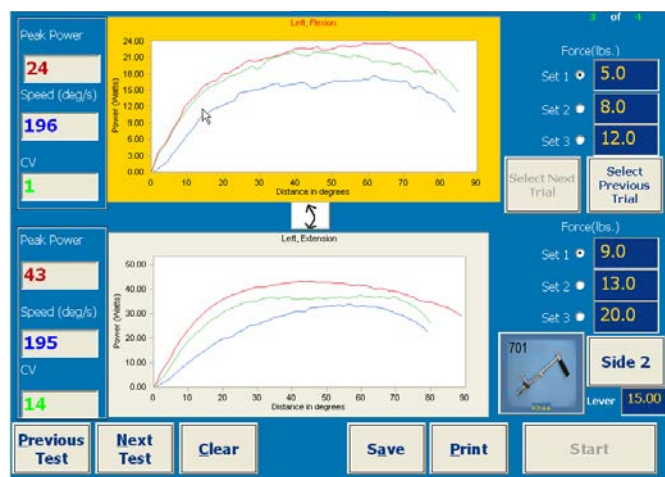 3 of 4
Peak Power
24
Speed (deg/s)
196
CV
1
Left, Flexion
Power (Watts)
24.00
21.00
18.00
15.00
12.00
9.00
6.00
3.00
0.00
0 10 20 30 40 50 60 70 80 90
Distance in degrees
Force(lbs.)
Set 1 5.0
Set 2 8.0
Set 3 12.0
Select Next Trial
Select Previous Trial
Peak Power
43
Speed (deg/s)
195
CV
14
Left, Extension
Power (Watts)
50.00
40.00
30.00
20.00
10.00
0.00
0 10 20 30 40 50 60 70 80 90
Distance in degrees
Force(lbs.)
Set 1 9.0
Set 2 13.0
Set 3 20.0
701
Knee
Side 2
Lever 15.00
Previous Test
Next Test
Clear
Save
Print
Start